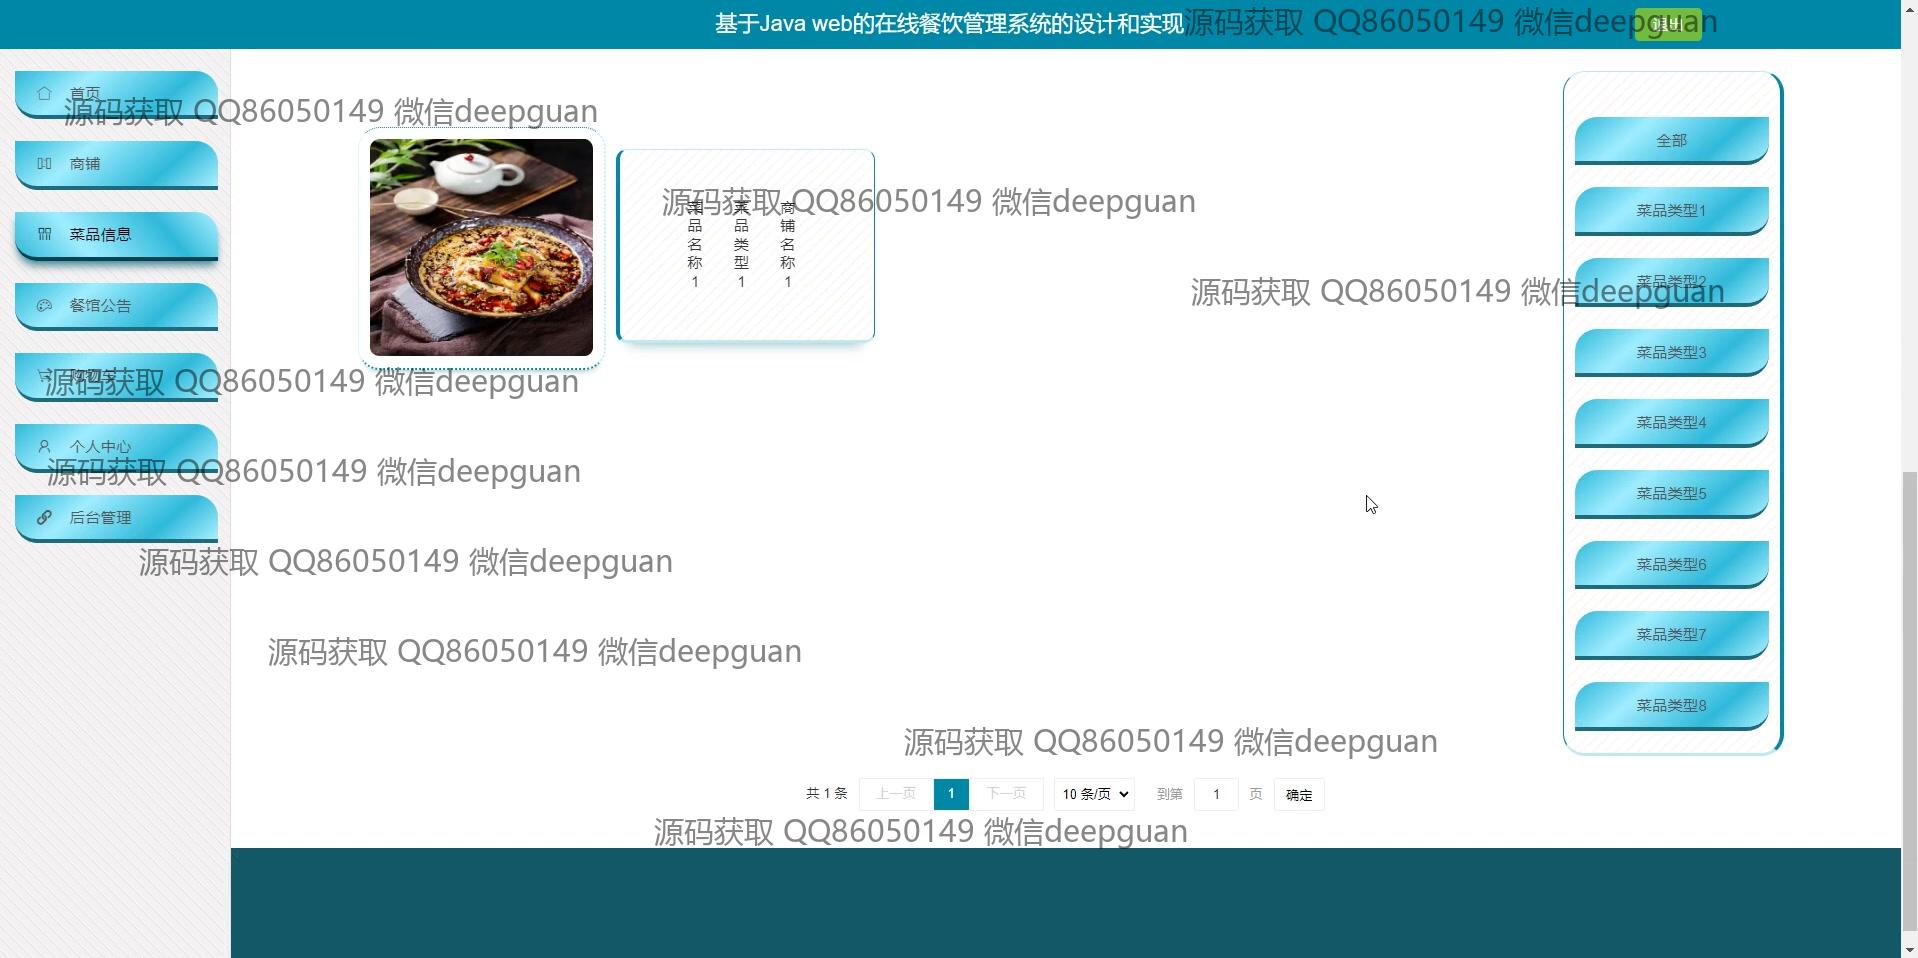 基于Java web的在线餐饮管理系统的设计和实现
源码获取 QQ86050149 微信deepguan
退出
首页
源码获取 QQ86050149 微信deepguan
商铺
菜品信息
餐馆公告
购物车
源码获取 QQ86050149 微信deepguan
个人中心
源码获取 QQ86050149 微信deepguan
后台管理
源码获取 QQ86050149 微信deepguan
源码获取 QQ86050149 微信deepguan
源码获取 QQ86050149 微信deepguan
菜品名称1
菜品类型1
商铺名称1
源码获取 QQ86050149 微信deepguan
全部
菜品类型1
菜品类型2
菜品类型3
菜品类型4
菜品类型5
菜品类型6
菜品类型7
菜品类型8
源码获取 QQ86050149 微信deepguan
共 1 条 上一页 1 下一页 10 条/页 到第 1 页 确定
源码获取 QQ86050149 微信deepguan